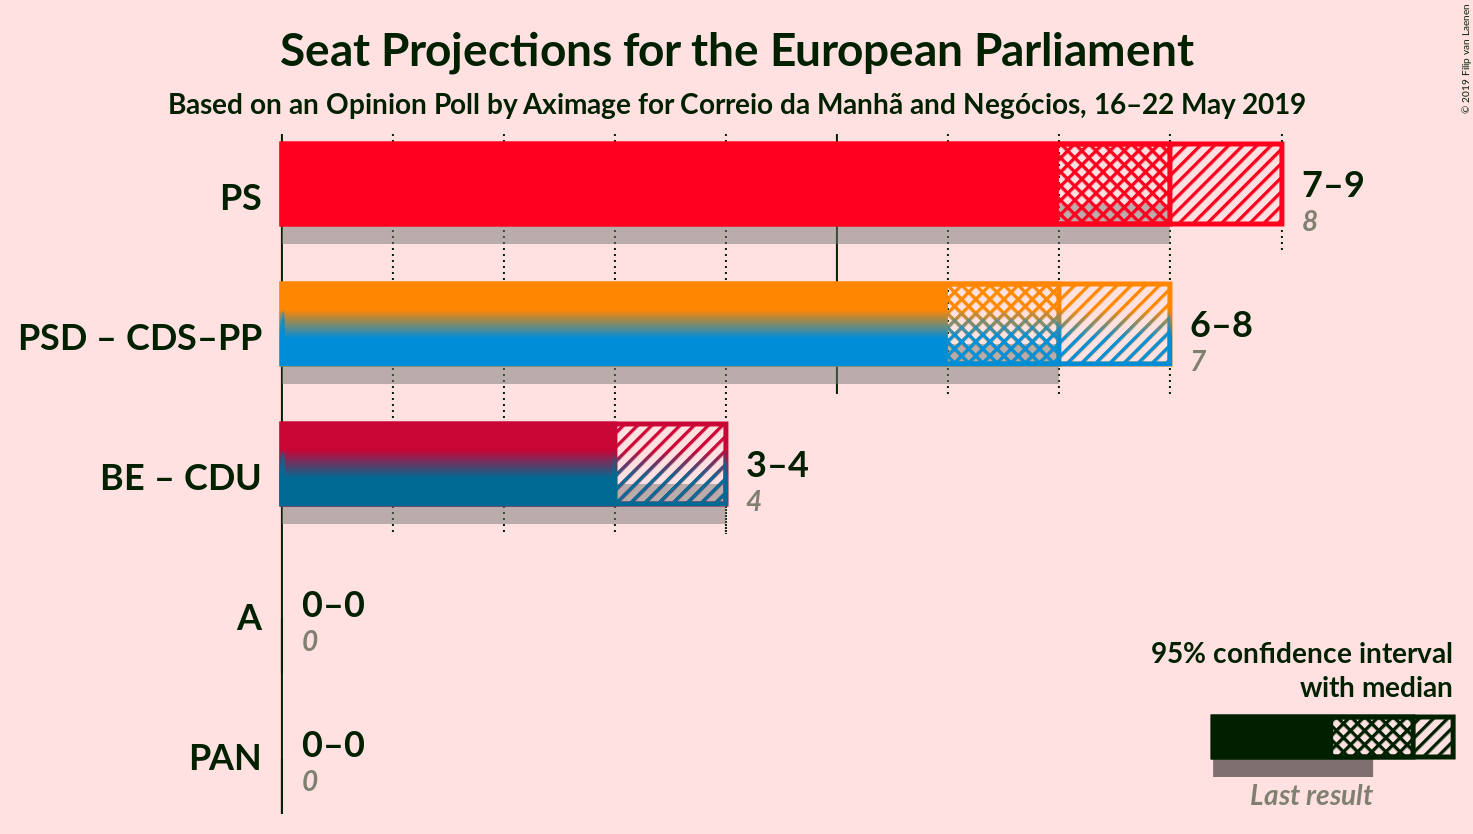 Seat Projections for the European Parliament
Based on an Opinion Poll by Aximage for Correio da Manhã and Negócios, 16–22 May 2019
© 2019 Filip van Laenen
PS
7–9
8
PSD – CDS–PP
6–8
7
BE – CDU
3–4
4
A
0–0
0
PAN
0–0
0
95% confidence interval
with median
Last result